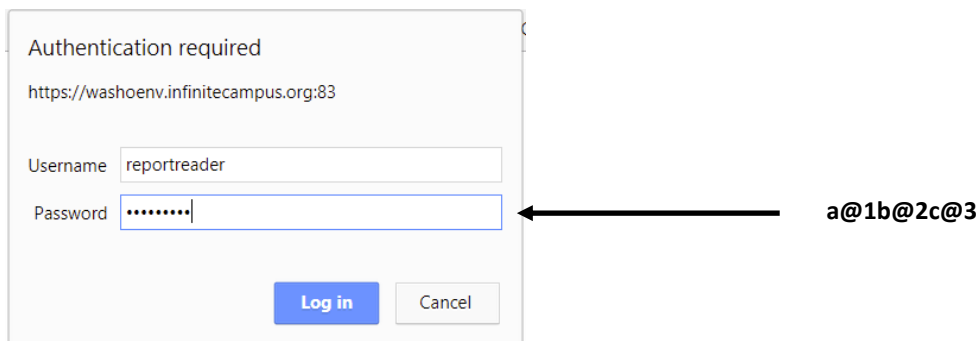 Authentication required
https://washoenv.infinitecampus.org:83
Username reportreader
Password •••••••••
a@1b@2c@3
Log in Cancel